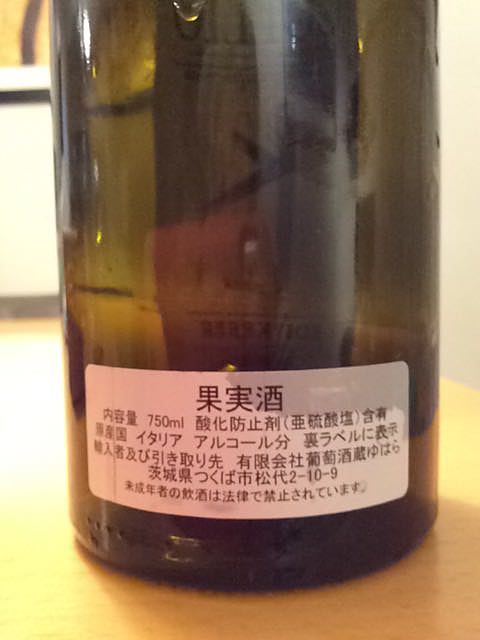 果実酒
内容量 750ml 酸化防止剤(亜硫酸塩)含有
原産国 イタリア アルコール分 裏ラベルに表示
輸入者及び引き取り先 有限会社葡萄酒蔵ゆはら
茨城県つくば市松代2-10-9
未成年者の飲酒は法律で禁止されています。